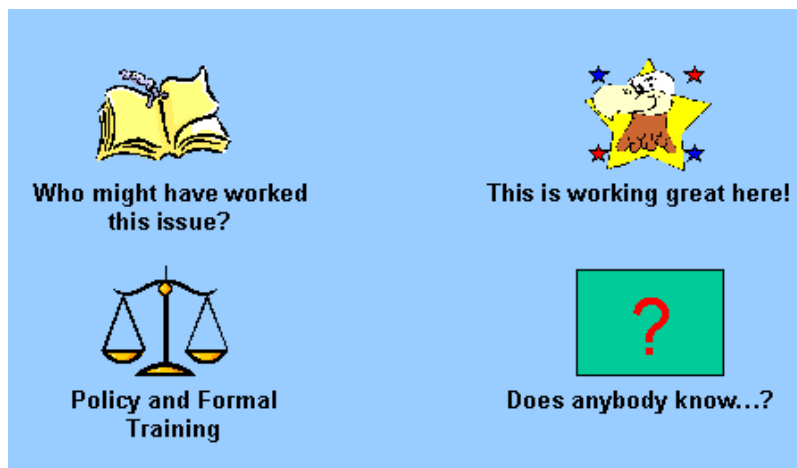 Who might have worked
this issue?
This is working great here!
?
Policy and Formal
Training
Does anybody know...?